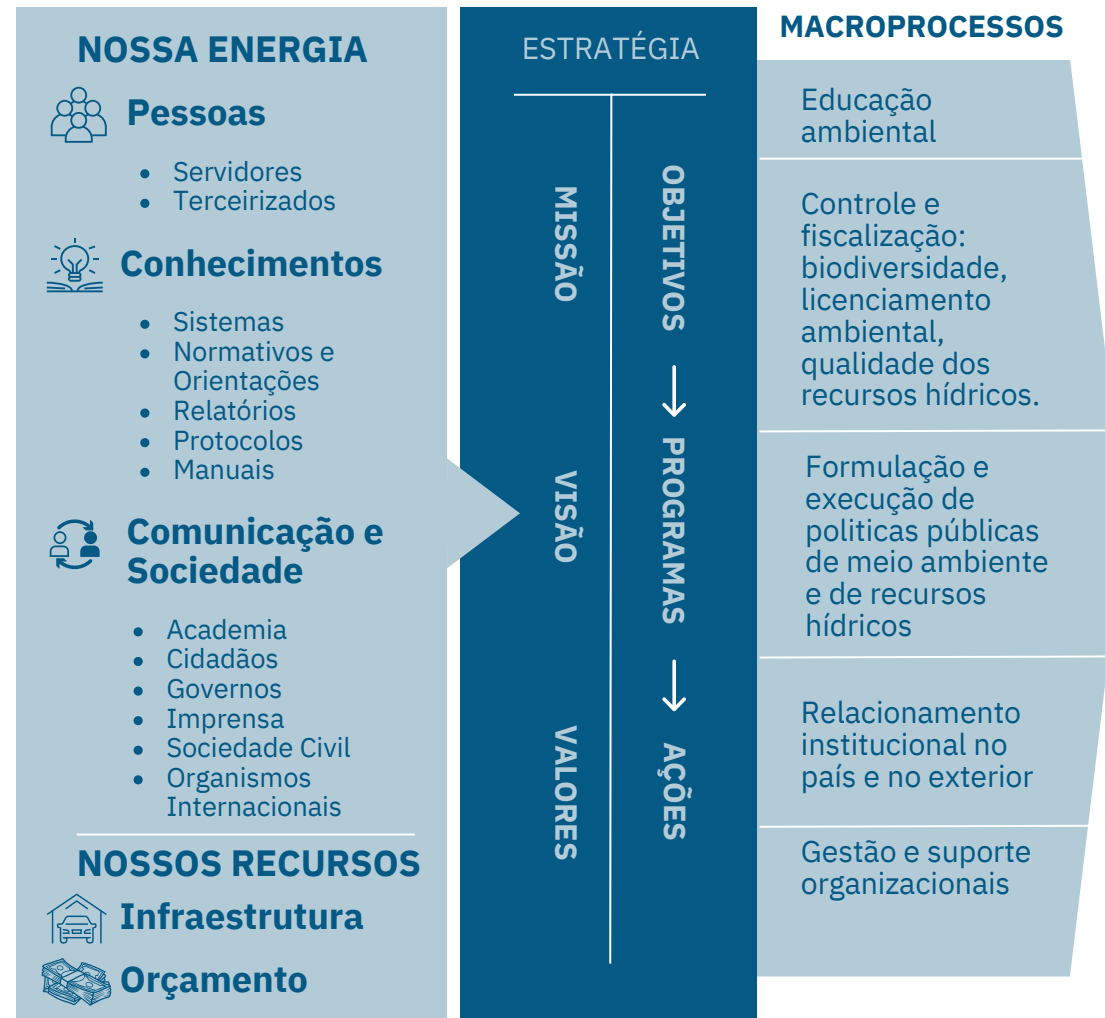 NOSSA ENERGIA
Pessoas
• Servidores
• Terceirizados
Conhecimentos
• Sistemas
• Normativos e
Orientações
• Relatórios
• Protocolos
• Manuais
Comunicação e
Sociedade
• Academia
• Cidadãos
• Governos
• Imprensa
• Sociedade Civil
• Organismos
Internacionais
NOSSOS RECURSOS
Infraestrutura
Orçamento
ESTRATÉGIA
MISSÃO
VISÃO
VALORES
OBJETIVOS
PROGRAMAS
AÇÕES
MACROPROCESSOS
Educação
ambiental
Controle e
fiscalização:
biodiversidade,
licenciamento
ambiental,
qualidade dos
recursos hídricos.
Formulação e
execução de
politicas públicas
de meio ambiente
e de recursos
hídricos
Relacionamento
institucional no
país e no exterior
Gestão e suporte
organizacionais